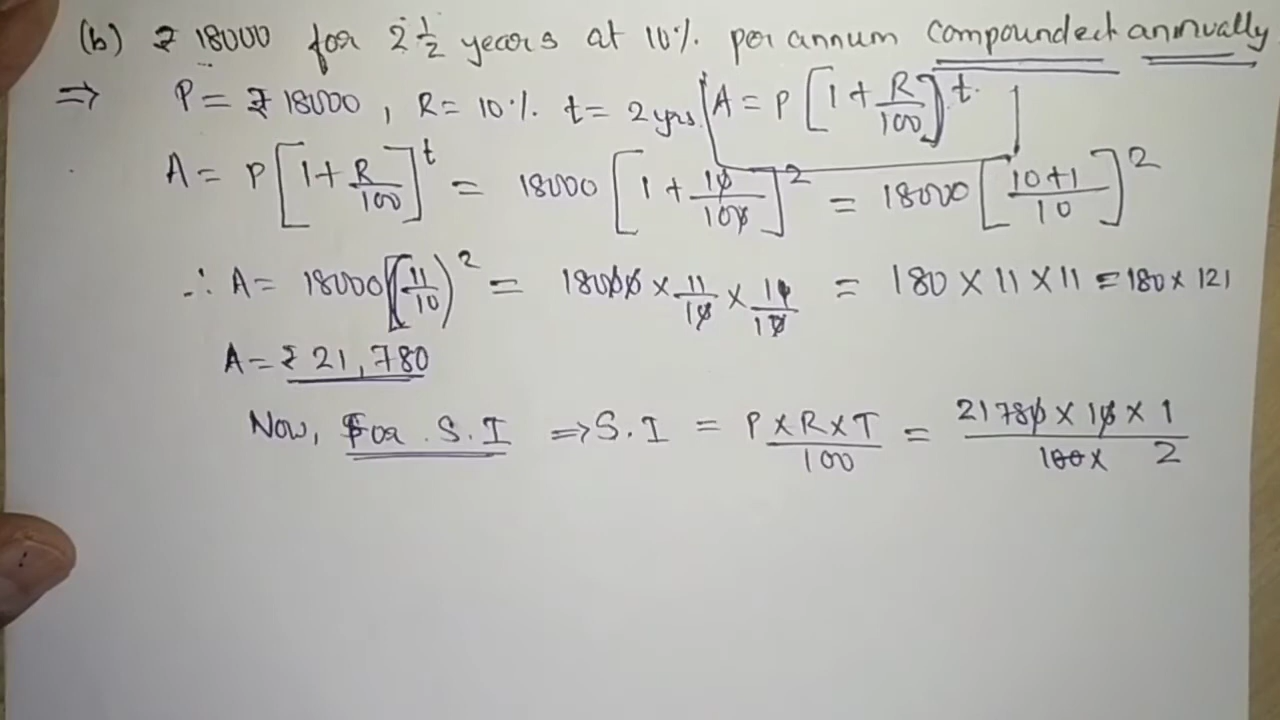 (b) ₹ 18000 for 2 1/2 years at 10% per annum compounded annually
⇒ P = ₹ 18000, R = 10% t = 2 yrs. A = P[1 + R/100]^t.
A = P[1 + R/100]^t = 18000[1 + 10/100]^2 = 18000[10+1/10]^2
∴ A = 18000[(11/10)^2 = 18000 × 11/10 × 11/10 = 180 × 11 × 11 = 180 × 121
A = ₹ 21,780
Now, For S.I ⇒ S.I = P × R × T/100 = 21780 × 10 × 1/100 × 2